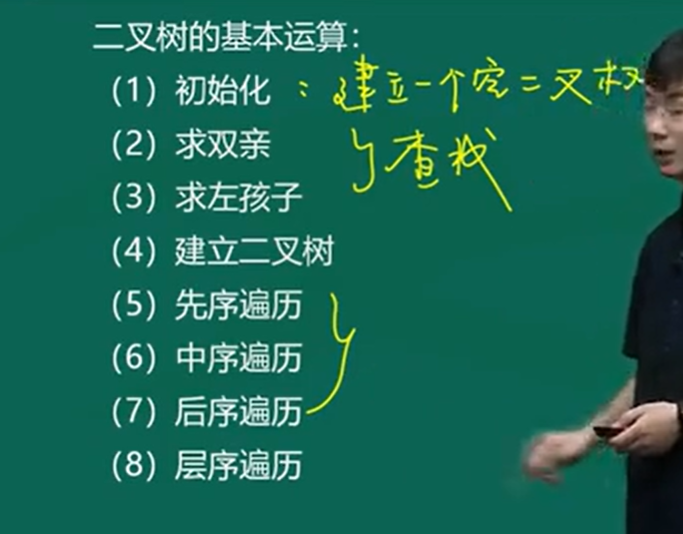 二叉树的基本运算：
（1）初始化 ：建立一个空二叉权
（2）求双亲
查找
（3）求左孩子
（4）建立二叉树
（5）先序遍历
（6）中序遍历
（7）后序遍历
（8）层序遍历